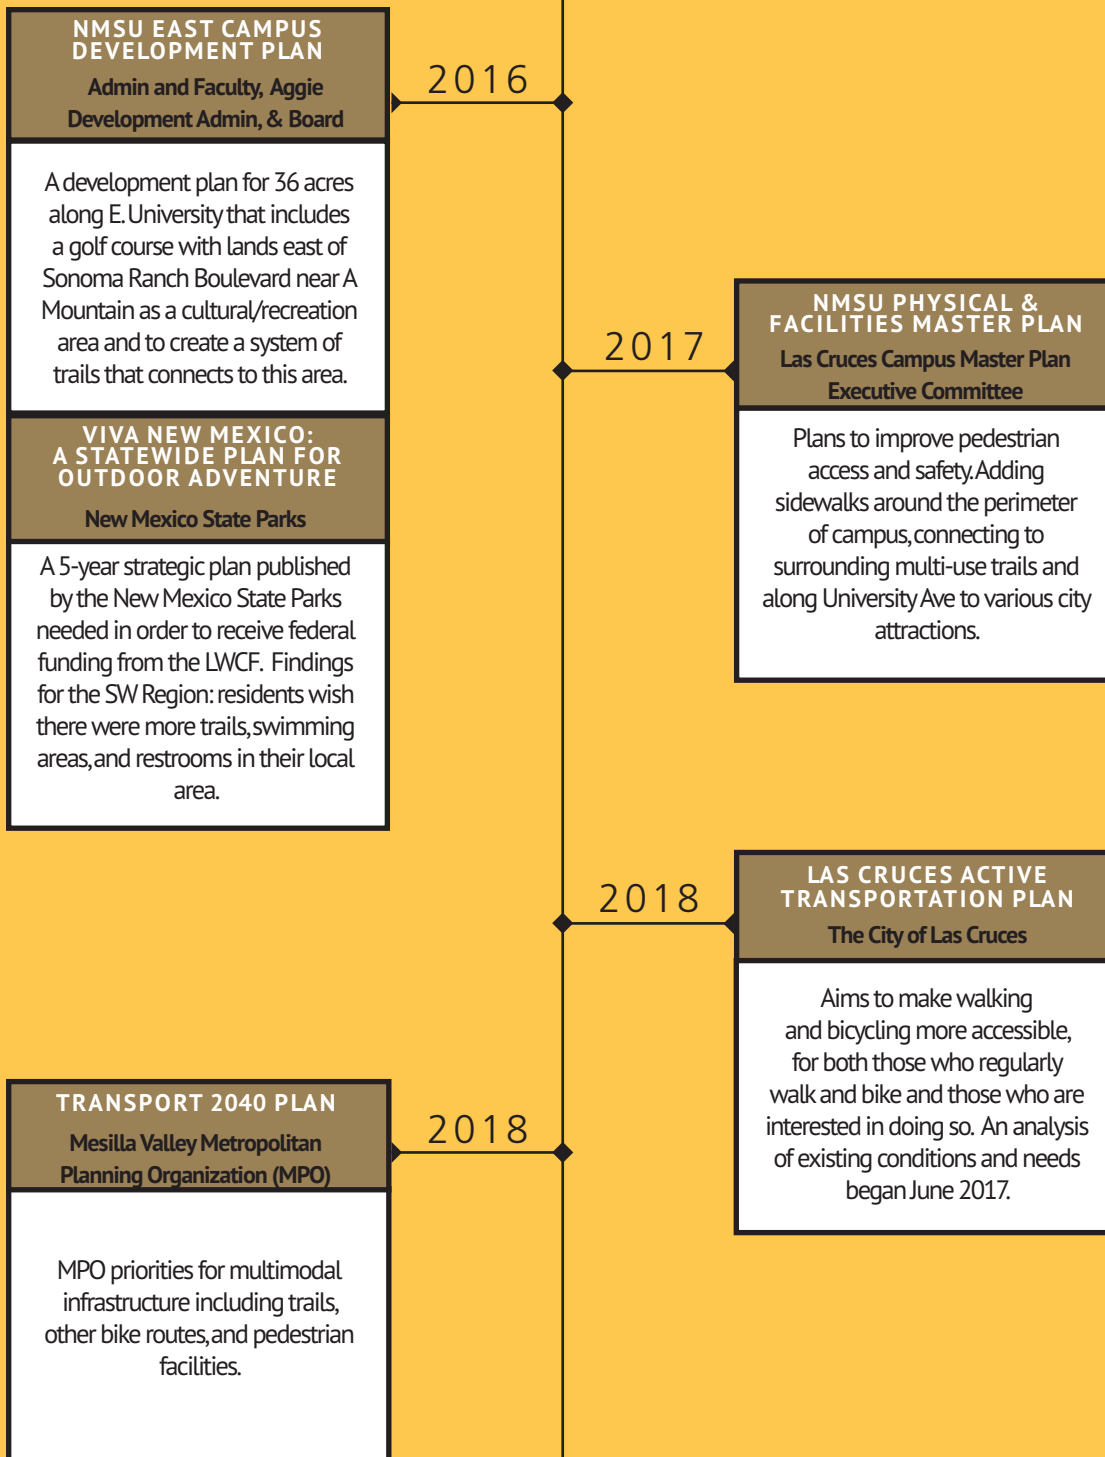 NMSU EAST CAMPUS
DEVELOPMENT PLAN
Admin and Faculty, Aggie
Development Admin, & Board
2016
A development plan for 36 acres
along E. University that includes
a golf course with lands east of
Sonoma Ranch Boulevard near A
Mountain as a cultural/recreation
area and to create a system of
trails that connects to this area.
VIVA NEW MEXICO:
A STATEWIDE PLAN FOR
OUTDOOR ADVENTURE
New Mexico State Parks
A 5-year strategic plan published
by the New Mexico State Parks
needed in order to receive federal
funding from the LWCF. Findings
for the SW Region: residents wish
there were more trails, swimming
areas, and restrooms in their local
area.
2017
NMSU PHYSICAL &
FACILITIES MASTER PLAN
Las Cruces Campus Master Plan
Executive Committee
Plans to improve pedestrian
access and safety. Adding
sidewalks around the perimeter
of campus, connecting to
surrounding multi-use trails and
along University Ave to various city
attractions.
2018
LAS CRUCES ACTIVE
TRANSPORTATION PLAN
The City of Las Cruces
Aims to make walking
and bicycling more accessible,
for both those who regularly
walk and bike and those who are
interested in doing so. An analysis
of existing conditions and needs
began June 2017.
TRANSPORT 2040 PLAN
Mesilla Valley Metropolitan
Planning Organization (MPO)
2018
MPO priorities for multimodal
infrastructure including trails,
other bike routes, and pedestrian
facilities.